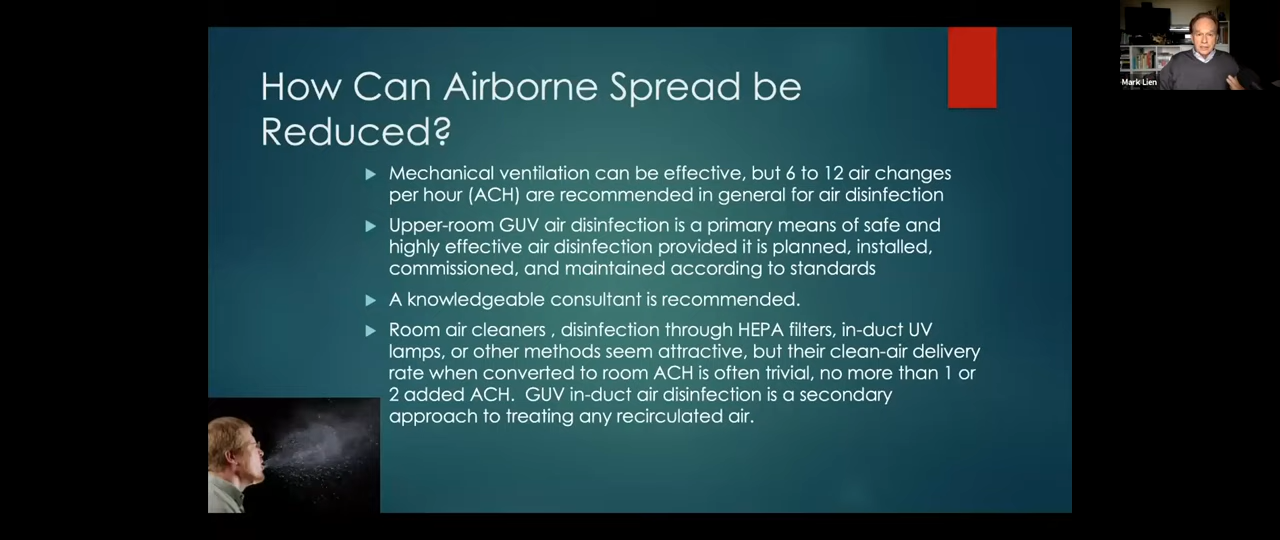 How Can Airborne Spread be
Reduced?
Mechanical ventilation can be effective, but 6 to 12 air changes
per hour (ACH) are recommended in general for air disinfection
Upper-room GUV air disinfection is a primary means of safe and
highly effective air disinfection provided it is planned, installed,
commissioned, and maintained according to standards
A knowledgeable consultant is recommended.
Room air cleaners , disinfection through HEPA filters, in-duct UV
lamps, or other methods seem attractive, but their clean-air delivery
rate when converted to room ACH is often trivial, no more than 1 or
2 added ACH. GUV in-duct air disinfection is a secondary
approach to treating any recirculated air.
Mark Lien